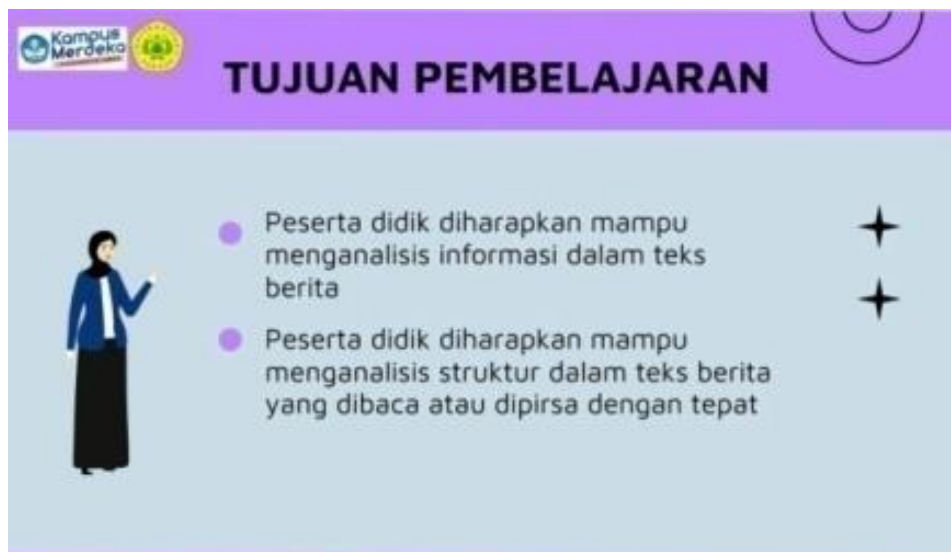 Kampus
Merdeka
TUJUAN PEMBELAJARAN
Peserta didik diharapkan mampu
menganalisis informasi dalam teks
berita
Peserta didik diharapkan mampu
menganalisis struktur dalam teks berita
yang dibaca atau dipirsa dengan tepat